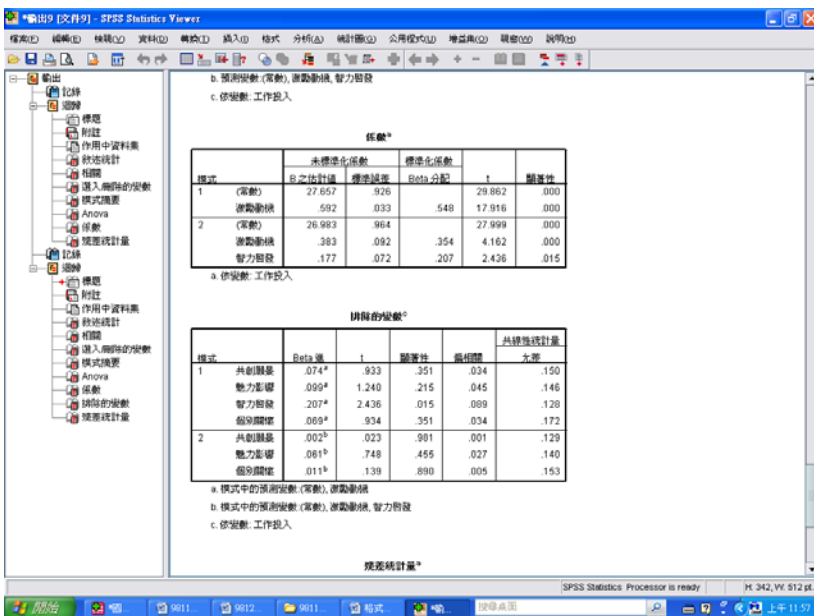 *輸出9 [文件9] - SPSS Statistics Viewer
檔案(F) 編輯(E) 檢視(V) 資料(D) 轉換(T) 插入(I) 格式 分析(A) 統計圖(G) 公用程式(U) 增益集(O) 視窗(W) 說明(H)
輸出
記錄
迴歸
標題
附註
作用中資料集
敘述統計
相關
選入/刪除的變數
模式摘要
Anova
係數
殘差統計量
記錄
迴歸
標題
附註
作用中資料集
敘述統計
相關
選入/刪除的變數
模式摘要
Anova
係數
排除的變數
殘差統計量
b. 預測變數:(常數), 激勵動機, 智力啟發
c. 依變數: 工作投入
係數a
未標準化係數 標準化係數
模式 B 之估計值 標準誤差 Beta 分配 t 顯著性
1 (常數) 27.657 .926 29.862 .000
激勵動機 .592 .033 .548 17.916 .000
2 (常數) 26.983 .964 27.999 .000
激勵動機 .383 .092 .354 4.162 .000
智力啟發 .177 .072 .207 2.436 .015
a. 依變數: 工作投入
排除的變數c
共線性統計量
模式 Beta 進 t 顯著性 偏相關 允差
1 共創願景 .074a .933 .351 .034 .150
魅力影響 .099a 1.240 .215 .045 .146
智力啟發 .207a 2.436 .015 .089 .128
個別關懷 .069a .934 .351 .034 .172
2 共創願景 .002b .023 .981 .001 .129
魅力影響 .061b .748 .455 .027 .140
個別關懷 .011b .139 .890 .005 .153
a. 模式中的預測變數:(常數), 激勵動機
b. 模式中的預測變數:(常數), 激勵動機, 智力啟發
c. 依變數: 工作投入
殘差統計量a
SPSS Statistics Processor is ready H: 342, W: 512 pt.
開始 9811... 9812... 9811... 格式... 搜尋桌面 上午 11:57